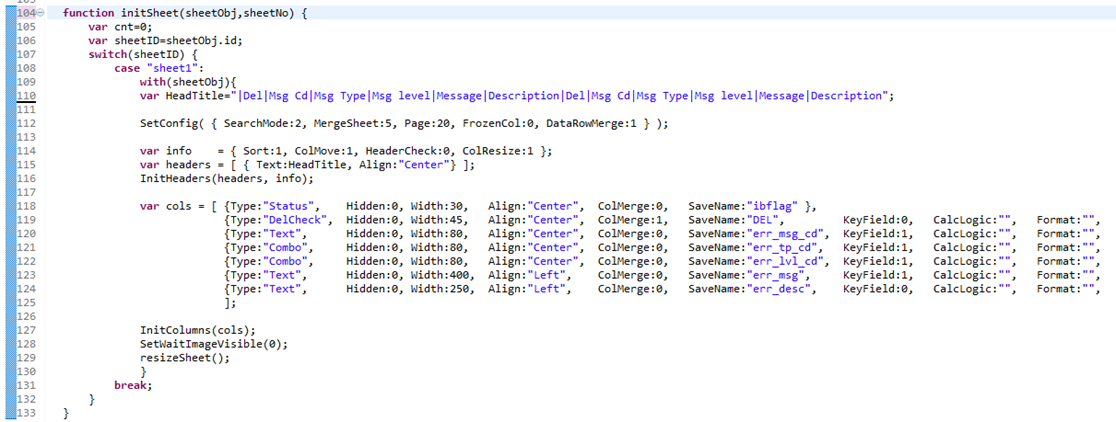 104 function initSheet(sheetObj,sheetNo) {
105 var cnt=0;
106 var sheetID=sheetObj.id;
107 switch(sheetID) {
108 case "sheet1":
109 with(sheetObj){
110 var HeadTitle="|Del|Msg Cd|Msg Type|Msg level|Message|Description|Del|Msg Cd|Msg Type|Msg level|Message|Description";
111
112 SetConfig( { SearchMode:2, MergeSheet:5, Page:20, FrozenCol:0, DataRowMerge:1 } );
113
114 var info = { Sort:1, ColMove:1, HeaderCheck:0, ColResize:1 };
115 var headers = [ { Text:HeadTitle, Align:"Center"} ];
116 InitHeaders(headers, info);
117
118 var cols = [ {Type:"Status", Hidden:0, Width:30, Align:"Center", ColMerge:0, SaveName:"ibflag" },
119 {Type:"DelCheck", Hidden:0, Width:45, Align:"Center", ColMerge:1, SaveName:"DEL", KeyField:0, CalcLogic:"", Format:"",
120 {Type:"Text", Hidden:0, Width:80, Align:"Center", ColMerge:0, SaveName:"err_msg_cd", KeyField:1, CalcLogic:"", Format:"",
121 {Type:"Combo", Hidden:0, Width:80, Align:"Center", ColMerge:0, SaveName:"err_tp_cd", KeyField:1, CalcLogic:"", Format:"",
122 {Type:"Combo", Hidden:0, Width:80, Align:"Center", ColMerge:0, SaveName:"err_lvl_cd", KeyField:1, CalcLogic:"", Format:"",
123 {Type:"Text", Hidden:0, Width:400, Align:"Left", ColMerge:0, SaveName:"err_msg", KeyField:1, CalcLogic:"", Format:"",
124 {Type:"Text", Hidden:0, Width:250, Align:"Left", ColMerge:0, SaveName:"err_desc", KeyField:0, CalcLogic:"", Format:"",
125 ];
126
127 InitColumns(cols);
128 SetWaitImageVisible(0);
129 resizeSheet();
130 }
131 break;
132 }
133 }